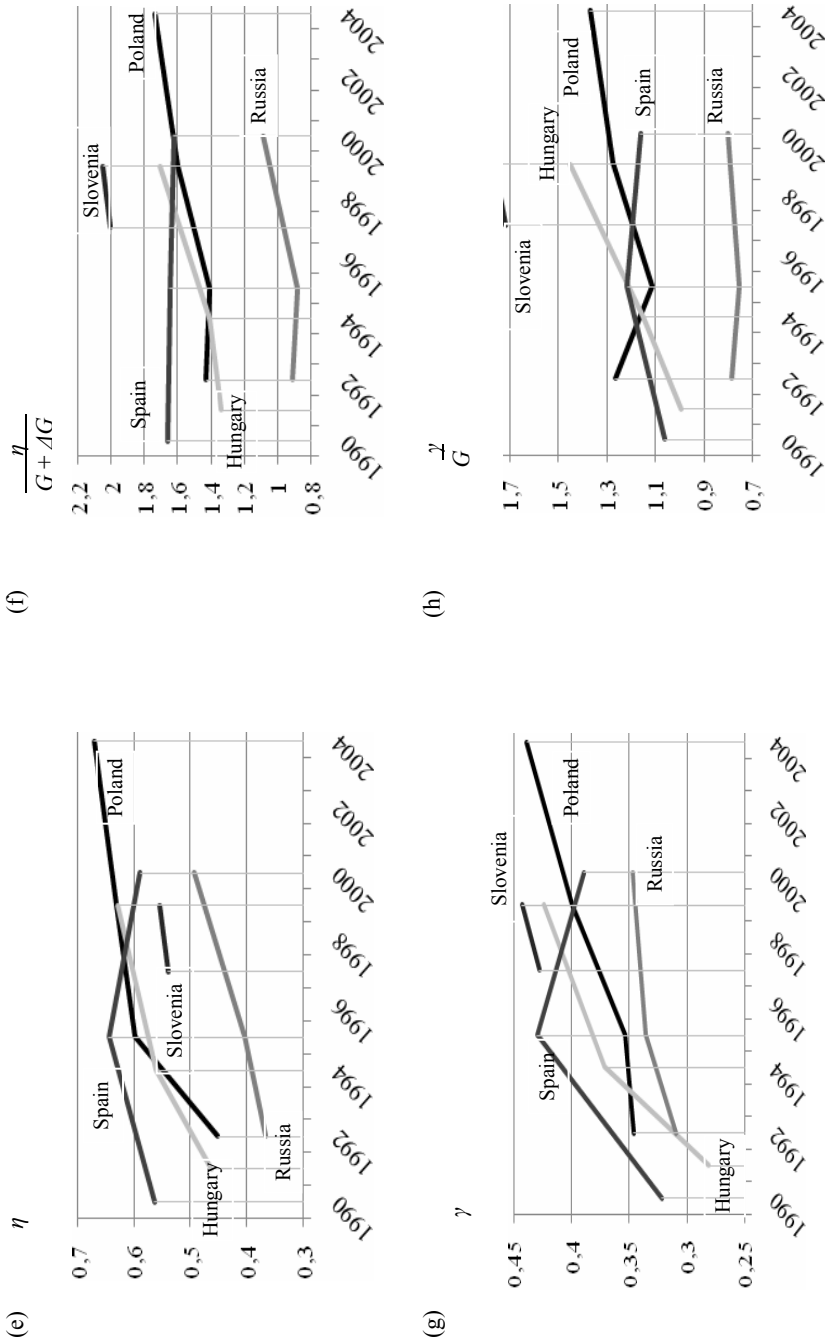 (e)
η
0,7
0,6
0,5
0,4
0,3
Spain
Hungary
Slovenia
Russia
Poland
1990
1992
1994
1996
1998
2000
2002
2004
(f)
η
G + ΔG
2,2
2
1,8
1,6
1,4
1,2
1
0,8
Spain
Hungary
Slovenia
Poland
Russia
1990
1992
1994
1996
1998
2000
2002
2004
(g)
γ
0,45
0,4
0,35
0,3
0,25
Slovenia
Spain
Hungary
Poland
Russia
1990
1992
1994
1996
1998
2000
2002
2004
(h)
γ
G
1,7
1,5
1,3
1,1
0,9
0,7
Slovenia
Hungary
Poland
Spain
Russia
1990
1992
1994
1996
1998
2000
2002
2004